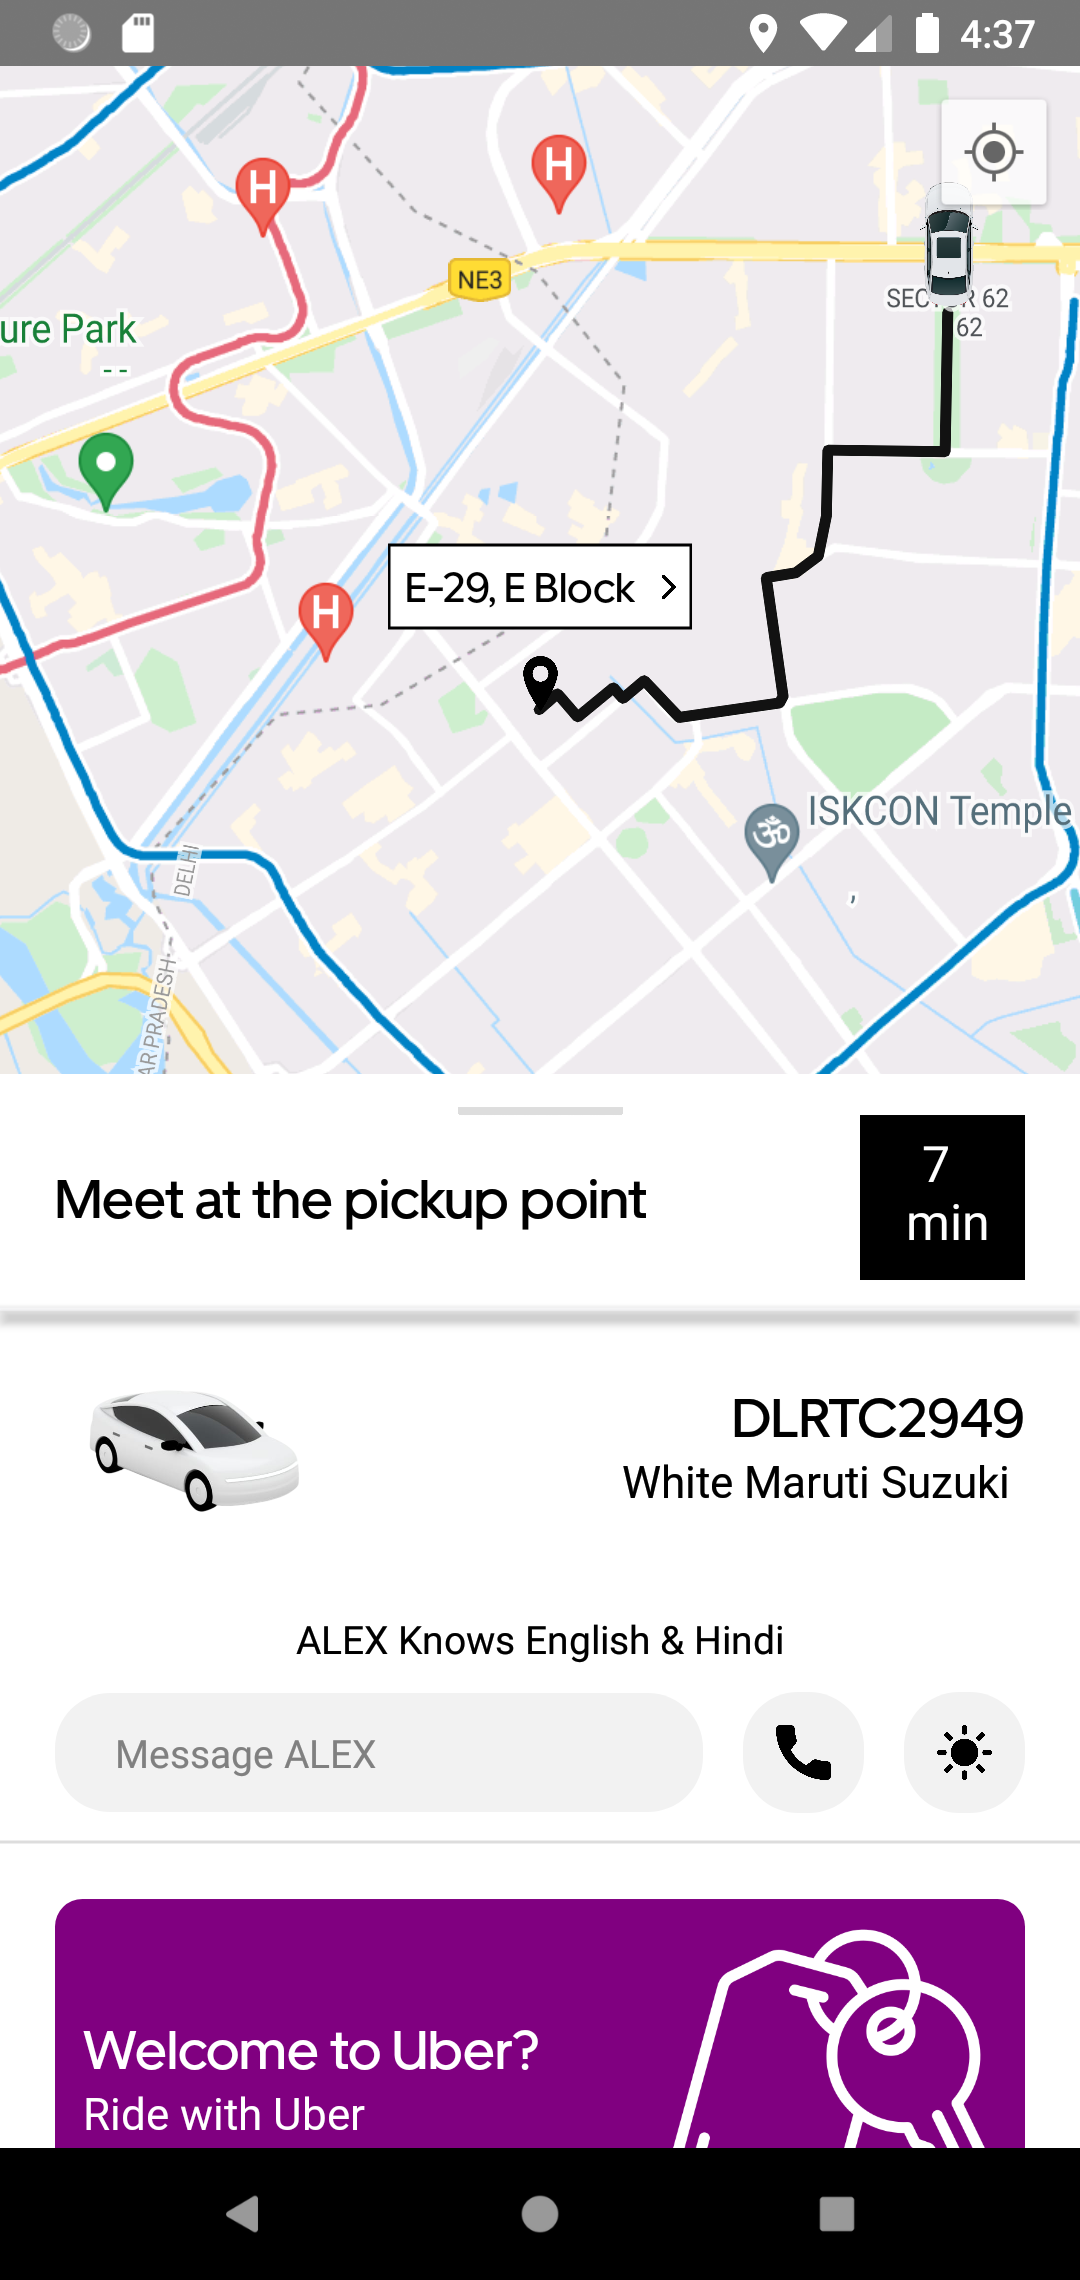 4:37
H
H
NE3
SECTOR 62
62
ure Park
--
E-29, E Block
H
ISKCON Temple
,
DELHI
AR PRADESH
Meet at the pickup point
7
min
DLRTC2949
White Maruti Suzuki
ALEX Knows English & Hindi
Message ALEX
Welcome to Uber?
Ride with Uber